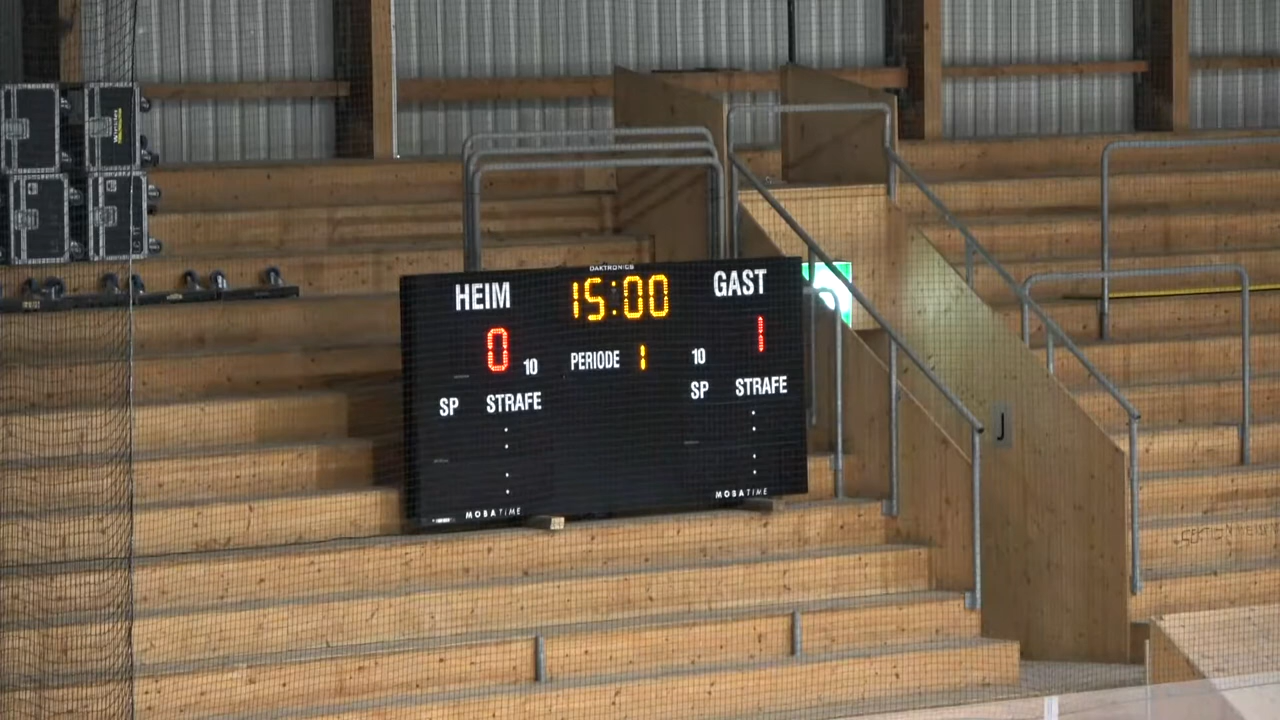 DAKTRONICS
HEIM 15:00 GAST
0 10 PERIODE 1 10 1
SP STRAFE SP STRAFE
MOBATIME MOBATIME
J